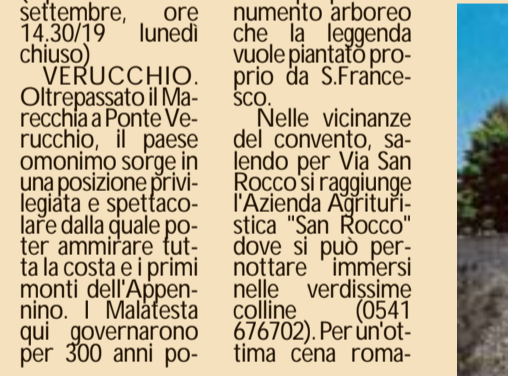 settembre, ore
14.30/19 lunedì
chiuso)
VERUCCHIO.
Oltrepassato il Ma-
recchia a Ponte Ve-
rucchio, il paese
omonimo sorge in
una posizione privi-
legiata e spettaco-
lare dalla quale po-
ter ammirare tut-
ta la costa e i primi
monti dell'Appen-
nino. I Malatesta
qui governarono
per 300 anni po-
numento arboreo
che la leggenda
vuole piantato pro-
prio da S.France-
sco.
Nelle vicinanze
del convento, sa-
lendo per Via San
Rocco si raggiunge
l'Azienda Agrituri-
stica "San Rocco"
dove si può per-
nottare immersi
nelle verdissime
colline (0541
676702). Per un'ot-
tima cena roma-